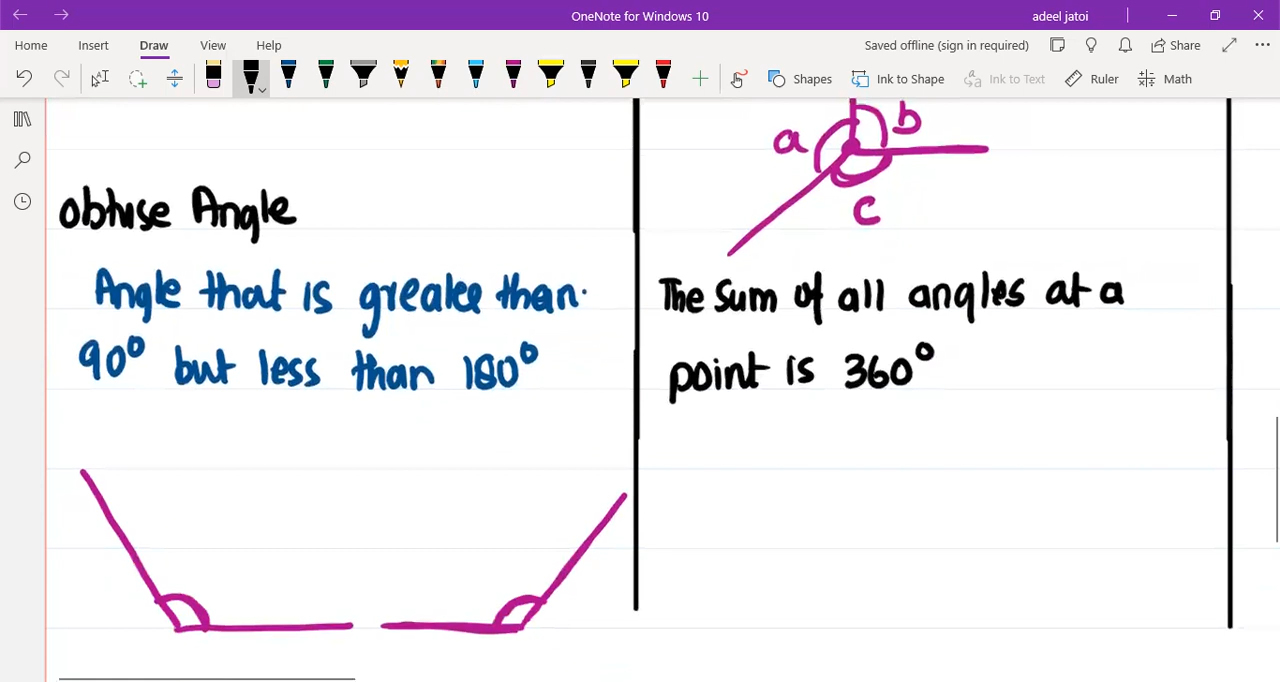 OneNote for Windows 10
adeel jatoi
Home Insert Draw View Help
Saved offline (sign in required)
Share
Shapes
Ink to Shape
Ink to Text
Ruler
Math
obtuse Angle
Angle that is greater than
90° but less than 180°
a
b
c
The Sum of all angles at a
point is 360°